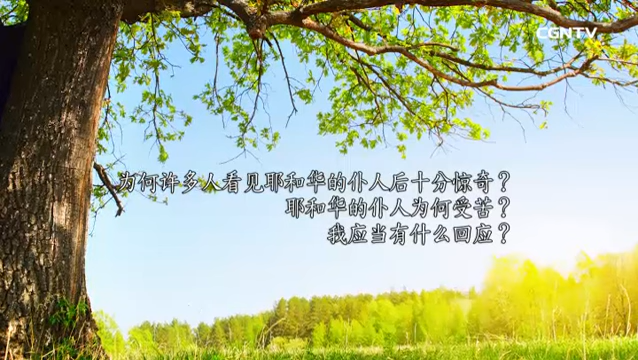 CGNTV
为何许多人看见耶和华的仆人后十分惊奇？
耶和华的仆人为何受苦？
我应当有什么回应？